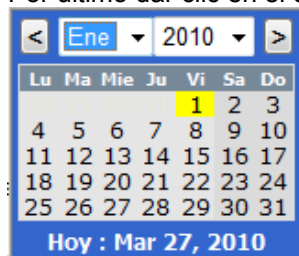 < Ene 2010 >
Lu Ma Mie Ju Vi Sa Do
1 2 3
4 5 6 7 8 9 10
11 12 13 14 15 16 17
18 19 20 21 22 23 24
25 26 27 28 29 30 31
Hoy : Mar 27, 2010